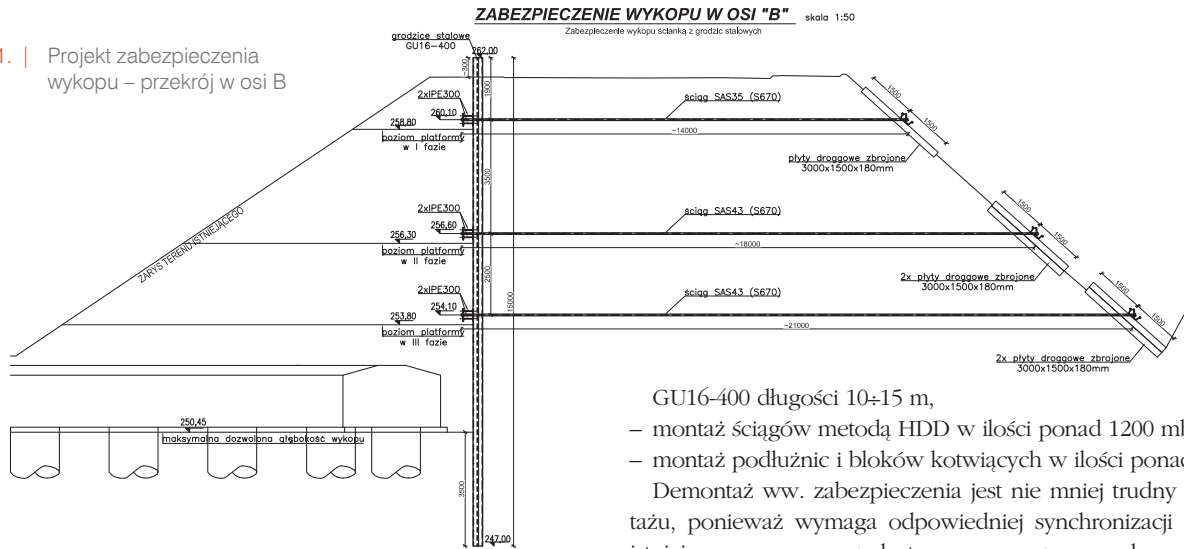 ZABEZPIECZENIE WYKOPU W OSI "B" skala 1:50
Zabezpieczenie wykopu ścianką z grodzic stalowych
1. | Projekt zabezpieczenia
wykopu – przekrój w osi B
grodzice stalowe
GU16-400
262,00
~300
1900
2xIPE300
260,10
258,80
poziom platformy
w I fazie
ściąg SAS35 (S670)
~14000
1500
1500
płyty droggowe zbrojone
3000x1500x180mm
3500
ZARYS TERENU ISTNIEJĄCEGO
2xIPE300
256,60
256,30
poziom platformy
w II fazie
ściąg SAS43 (S670)
~18000
1500
1500
2x płyty droggowe zbrojone
3000x1500x180mm
2500
15000
2xIPE300
254,10
253,80
poziom platformy
w III fazie
ściąg SAS43 (S670)
~21000
1500
1500
2x płyty droggowe zbrojone
3000x1500x180mm
250,45
maksymalna dozwolona głębokość wykopu
3500
247,00
GU16-400 długości 10÷15 m,
– montaż ściągów metodą HDD w ilości ponad 1200 mb
– montaż podłużnic i bloków kotwiących w ilości ponad
Demontaż ww. zabezpieczenia jest nie mniej trudny
tażu, ponieważ wymaga odpowiedniej synchronizacji